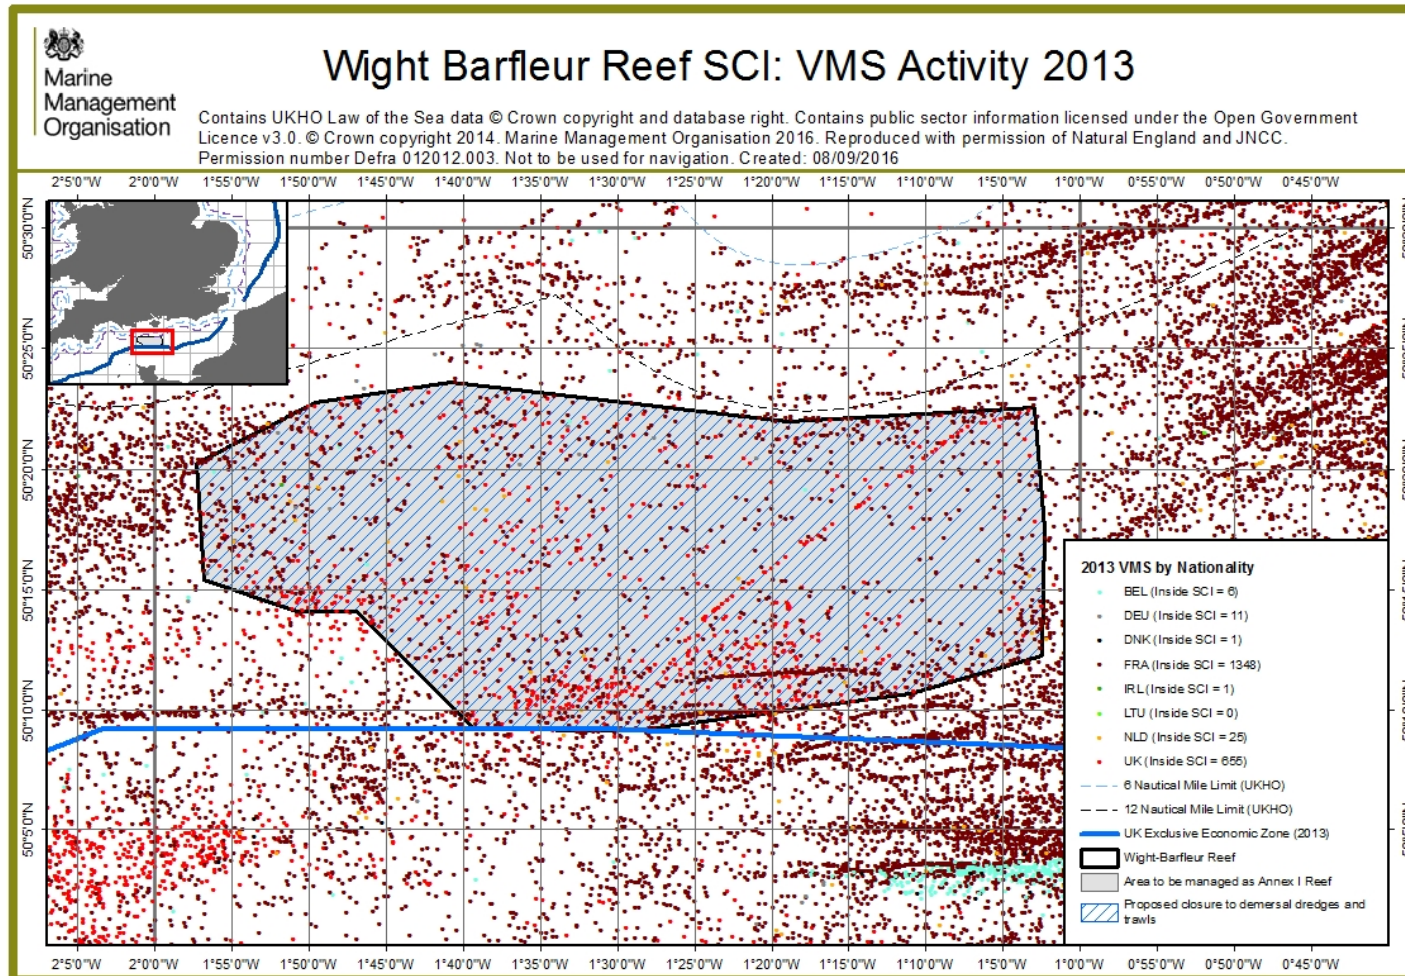 Marine
Management
Organisation
Wight Barfleur Reef SCI: VMS Activity 2013
Contains UKHO Law of the Sea data © Crown copyright and database right. Contains public sector information licensed under the Open Government
Licence v3.0. © Crown copyright 2014. Marine Management Organisation 2016. Reproduced with permission of Natural England and JNCC.
Permission number Defra 012012.003. Not to be used for navigation. Created: 08/09/2016
2°5'0"W 2°0'0"W 1°55'0"W 1°50'0"W 1°45'0"W 1°40'0"W 1°35'0"W 1°30'0"W 1°25'0"W 1°20'0"W 1°15'0"W 1°10'0"W 1°5'0"W 1°0'0"W 0°55'0"W 0°50'0"W 0°45'0"W
50°30'0"N
50°25'0"N
50°20'0"N
50°15'0"N
50°10'0"N
50°5'0"N
2013 VMS by Nationality
BEL (Inside SCI = 6)
DEU (Inside SCI = 11)
DNK (Inside SCI = 1)
FRA (Inside SCI = 1348)
IRL (Inside SCI = 1)
LTU (Inside SCI = 0)
NLD (Inside SCI = 25)
UK (Inside SCI = 655)
6 Nautical Mile Limit (UKHO)
12 Nautical Mile Limit (UKHO)
UK Exclusive Economic Zone (2013)
Wight-Barfleur Reef
Area to be managed as Annex I Reef
Proposed closure to demersal dredges and
trawls
2°5'0"W 2°0'0"W 1°55'0"W 1°50'0"W 1°45'0"W 1°40'0"W 1°35'0"W 1°30'0"W 1°25'0"W 1°20'0"W 1°15'0"W 1°10'0"W 1°5'0"W 1°0'0"W 0°55'0"W 0°50'0"W 0°45'0"W